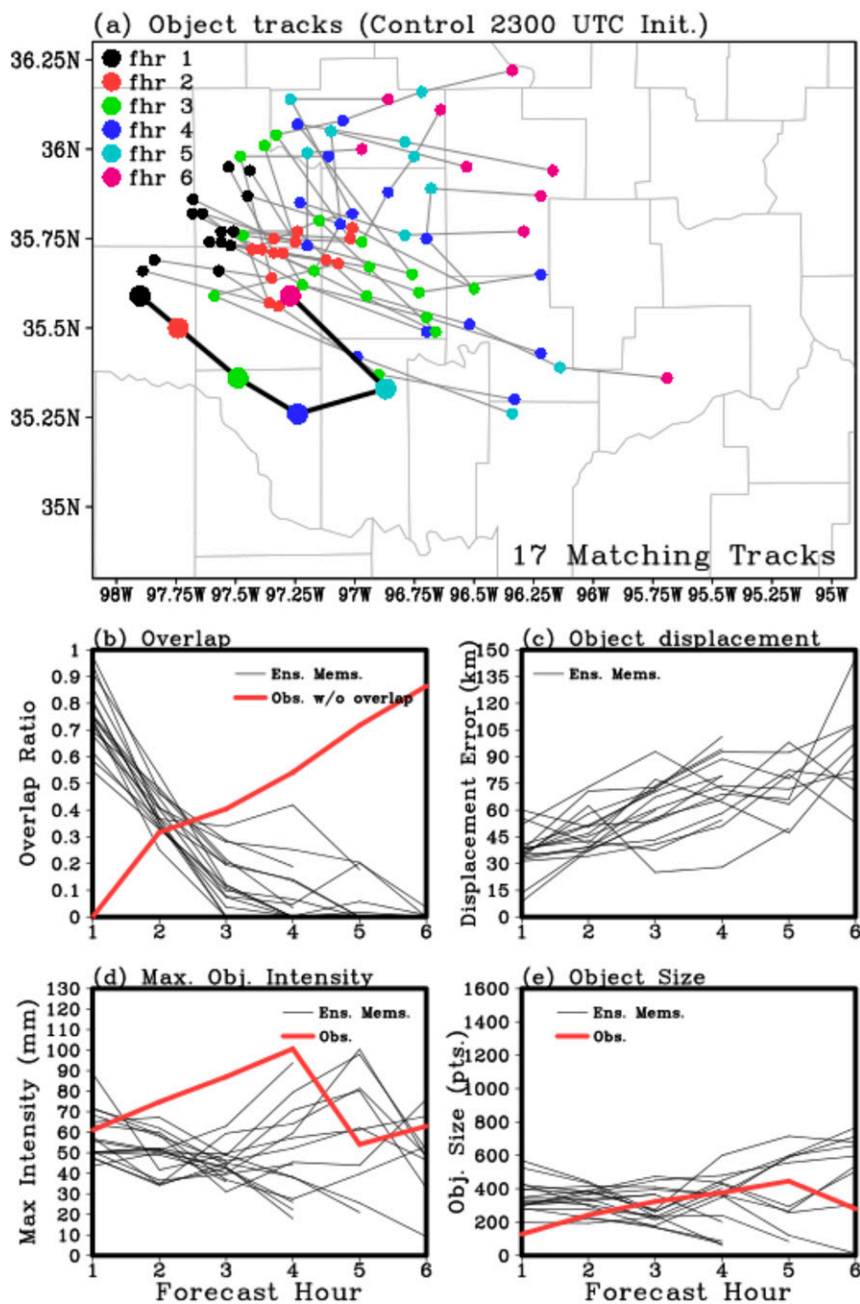 (a) Object tracks (Control 2300 UTC Init.)
36.25N
36N
35.75N
35.5N
35.25N
35N
fhr 1
fhr 2
fhr 3
fhr 4
fhr 5
fhr 6
17 Matching Tracks
98W 97.75W 97.5W 97.25W 97W 96.75W 96.5W 96.25W 96W 95.75W 95.5W 95.25W 95W
(b) Overlap
Overlap Ratio
1
0.9
0.8
0.7
0.6
0.5
0.4
0.3
0.2
0.1
0
Ens. Mems.
Obs. w/o overlap
1 2 3 4 5 6
(c) Object displacement
Displacement Error (km)
150
135
120
105
90
75
60
45
30
15
0
Ens. Mems.
1 2 3 4 5 6
(d) Max. Obj. Intensity
Max Intensity (mm)
130
120
110
100
90
80
70
60
50
40
30
20
10
0
Ens. Mems.
Obs.
1 2 3 4 5 6
Forecast Hour
(e) Object Size
Obj. Size (pts.)
1600
1400
1200
1000
800
600
400
200
0
Ens. Mems.
Obs.
1 2 3 4 5 6
Forecast Hour